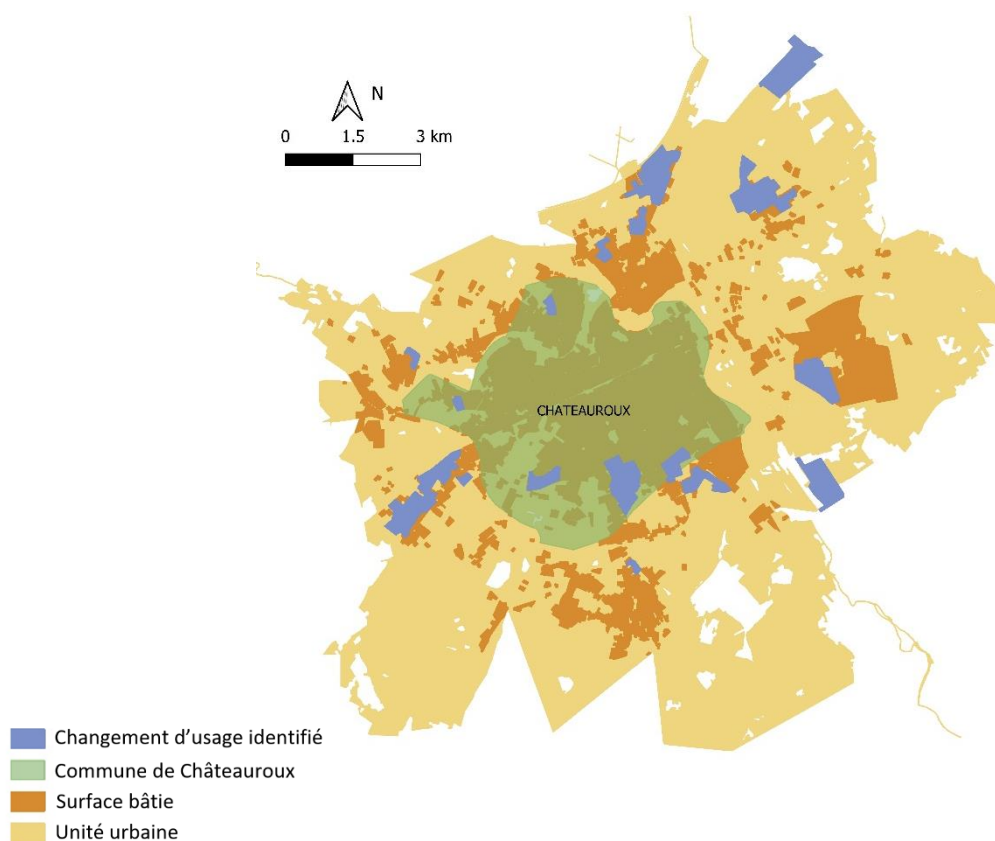 N
0 1.5 3 km
CHATEAUROUX
Changement d'usage identifié
Commune de Châteauroux
Surface bâtie
Unité urbaine